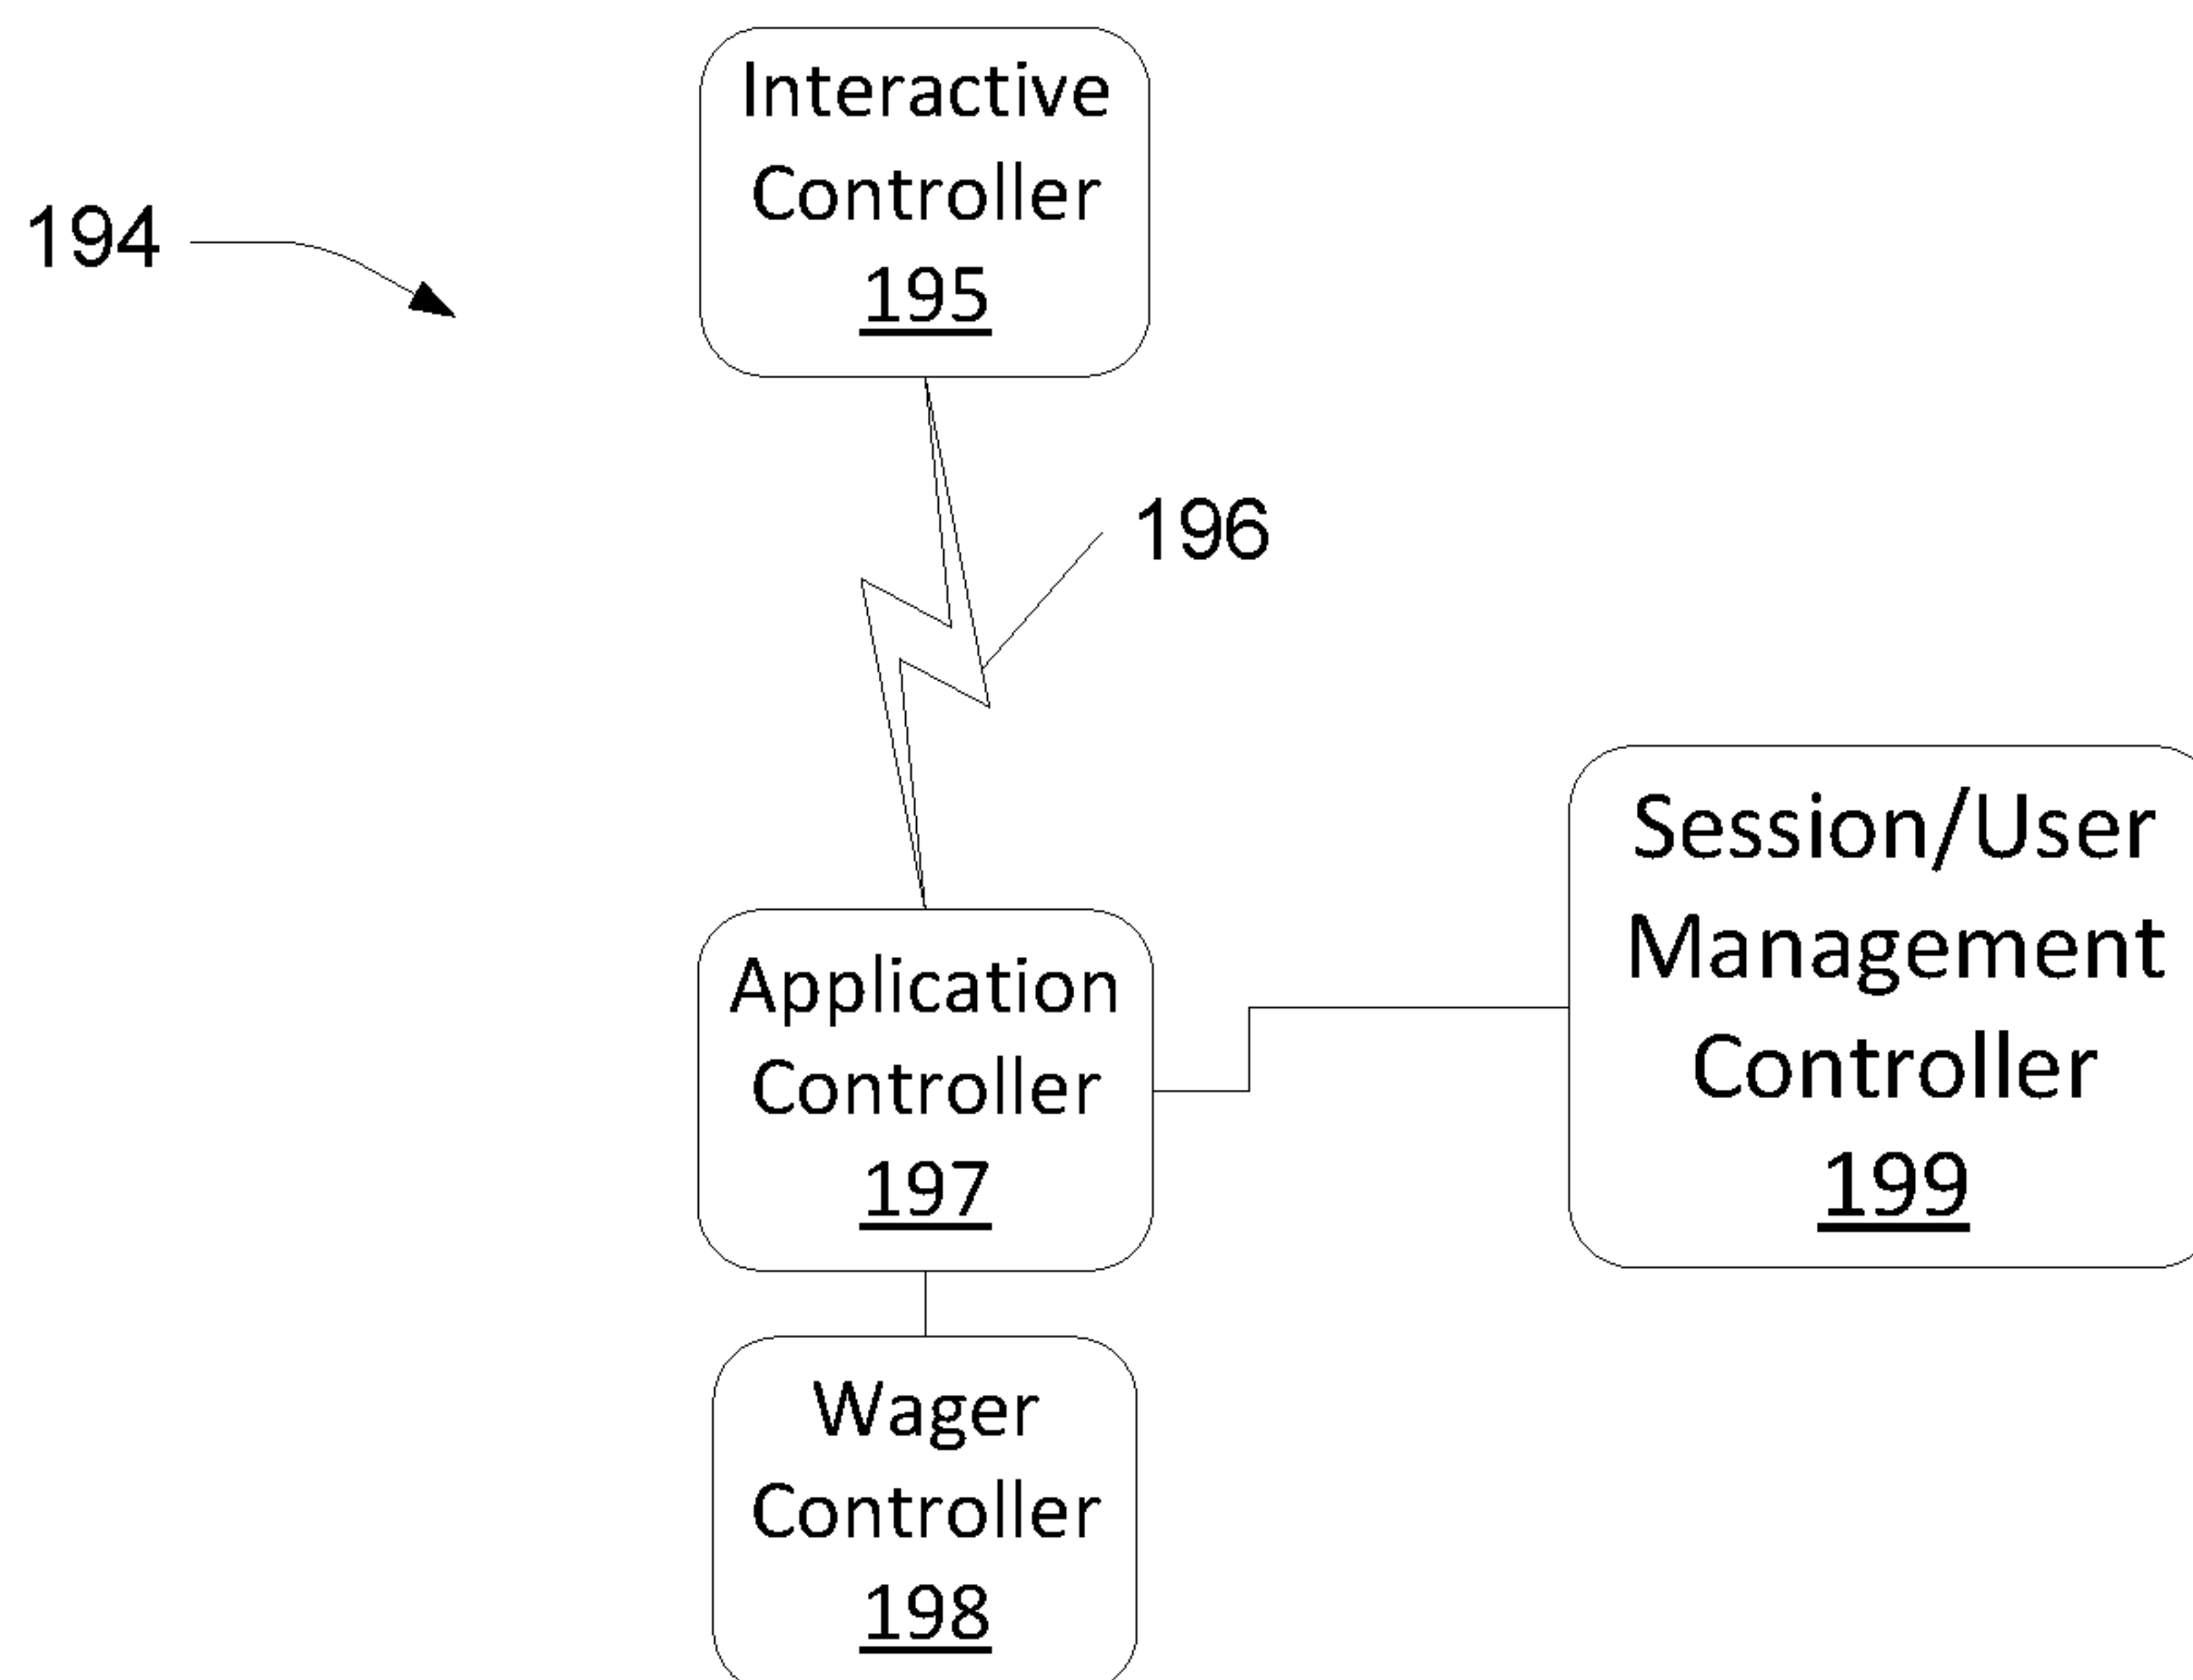 Interactive
Controller
195
194
196
Application
Controller
197
Session/User
Management
Controller
199
Wager
Controller
198